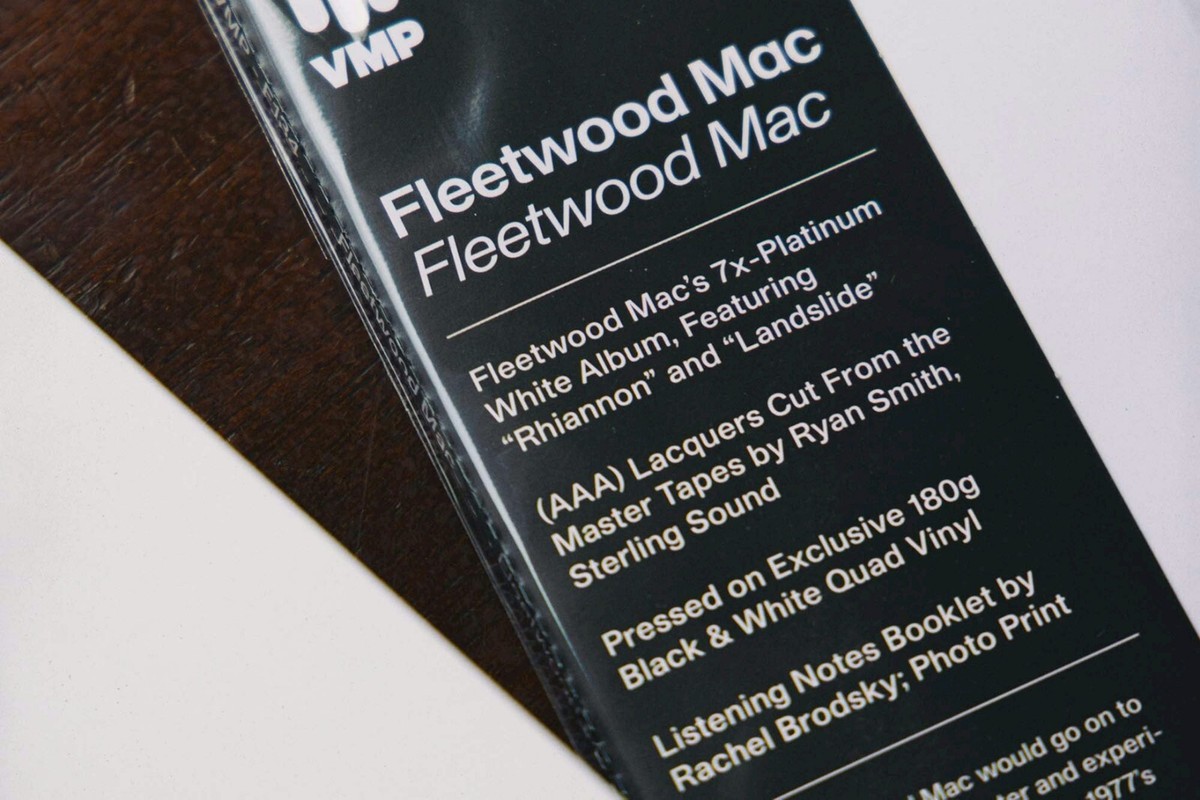 VMP
Fleetwood Mac
Fleetwood Mac
Fleetwood Mac's 7x-Platinum
White Album, Featuring
“Rhiannon” and “Landslide”
(AAA) Lacquers Cut From the
Master Tapes by Ryan Smith,
Sterling Sound
Pressed on Exclusive 180g
Black & White Quad Vinyl
Listening Notes Booklet by
Rachel Brodsky; Photo Print
Mac would go on to
and experi-
1977's